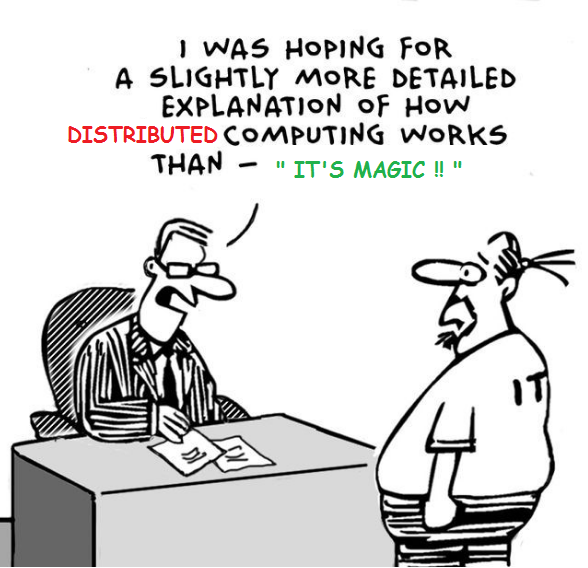 I WAS HOPING FOR
A SLIGHTLY MORE DETAILED
EXPLANATION OF HOW
DISTRIBUTED COMPUTING WORKS
THAN - " IT'S MAGIC !! "
IT